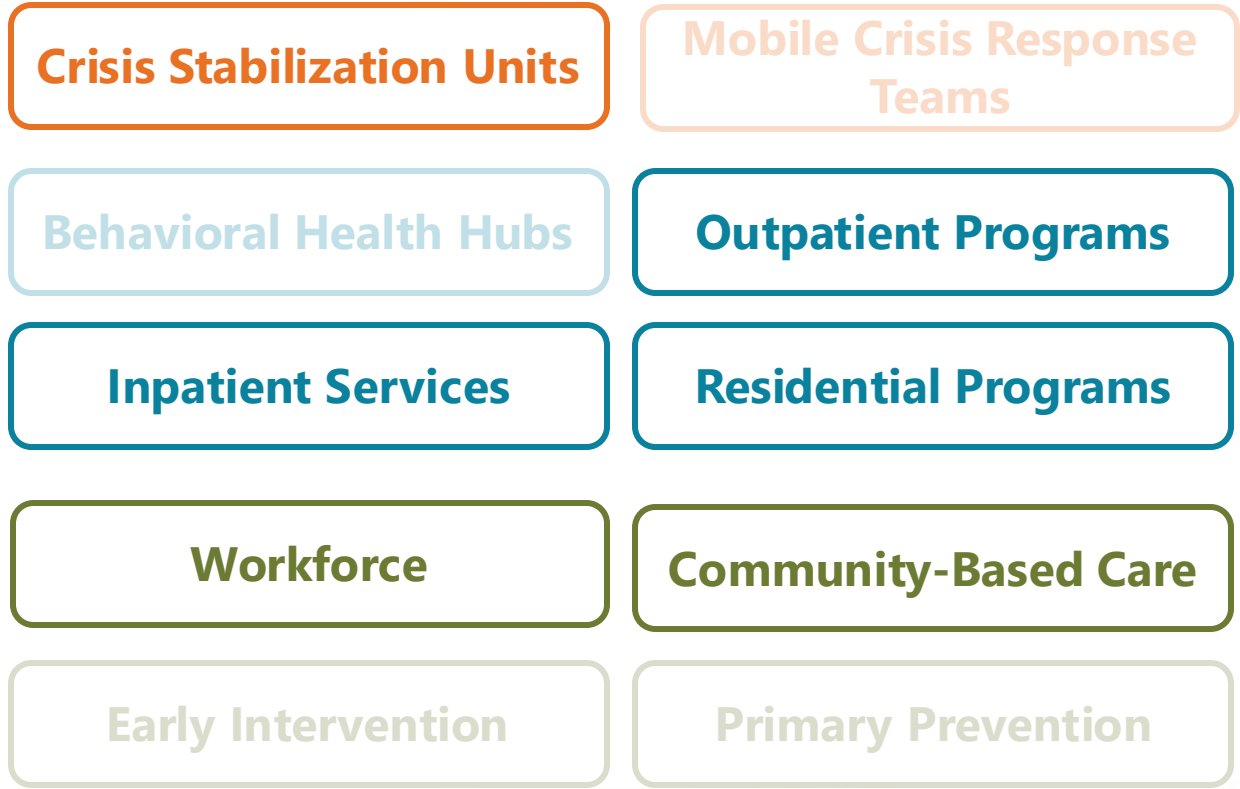 Crisis Stabilization Units
Mobile Crisis Response
Teams
Behavioral Health Hubs
Outpatient Programs
Inpatient Services
Residential Programs
Workforce
Community-Based Care
Early Intervention
Primary Prevention